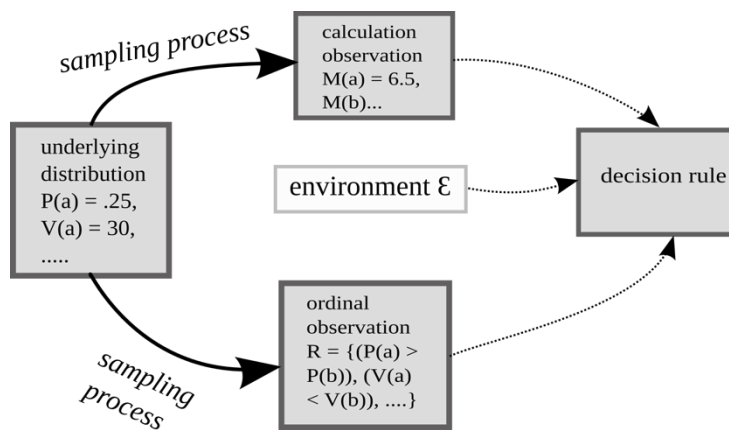 sampling process
calculation
observation
M(a) = 6.5,
M(b)...
underlying
distribution
P(a) = .25,
V(a) = 30,
.....
environment Ɛ
decision rule
ordinal
observation
R = {(P(a) >
P(b)), (V(a)
< V(b)), ....}
sampling
process